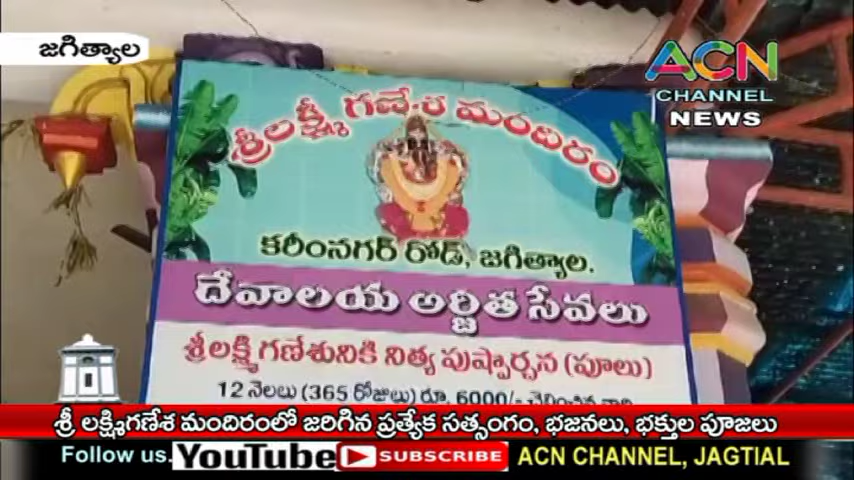 జగిత్యాల
ACN
CHANNEL
NEWS
శ్రీలక్ష్మీ గణేశ మందిరం
కరీంనగర్ రోడ్, జగిత్యాల.
దేవాలయ అర్జిత సేవలు
శ్రీలక్ష్మి గణేశునికి నిత్య పుష్పార్చన (పూలు)
12 నెలలు (365 రోజులు) రూ. 6000/- చెల్లించిన వారి
శ్రీ లక్ష్మిగణేశ మందిరంలో జరిగిన ప్రత్యేక సత్సంగం, భజనలు, భక్తుల పూజలు
Follow us. YouTube SUBSCRIBE ACN CHANNEL, JAGTIAL